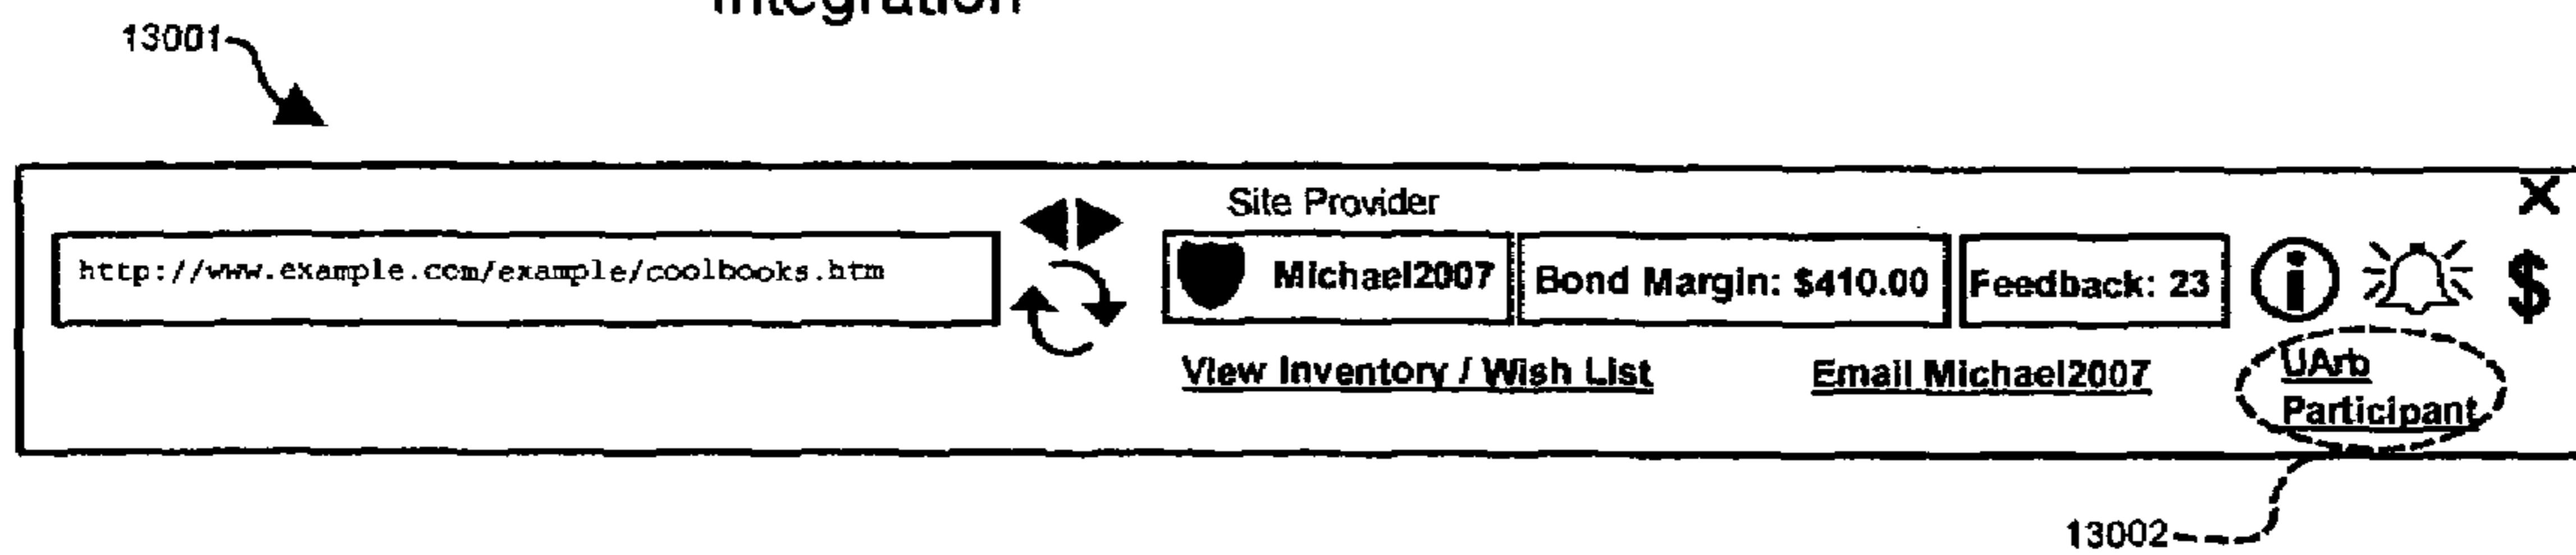 Integration
13001
Site Provider
X
http://www.example.com/example/coolbooks.htm
Michael2007
Bond Margin: $410.00
Feedback: 23
i
$
View Inventory / Wish List
Email Michael2007
UArb
Participant
13002